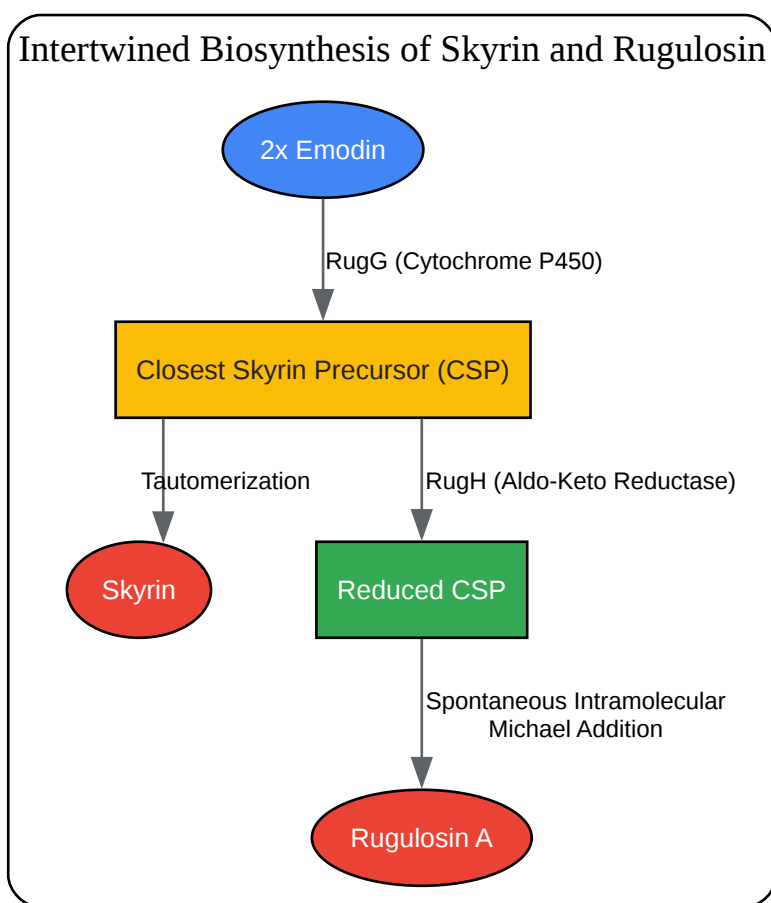 Intertwined Biosynthesis of Skyrin and Rugulosin
2x Emodin
RugG (Cytochrome P450)
Closest Skyrin Precursor (CSP)
Tautomerization
RugH (Aldo-Keto Reductase)
Skyrin
Reduced CSP
Spontaneous Intramolecular
Michael Addition
Rugulosin A